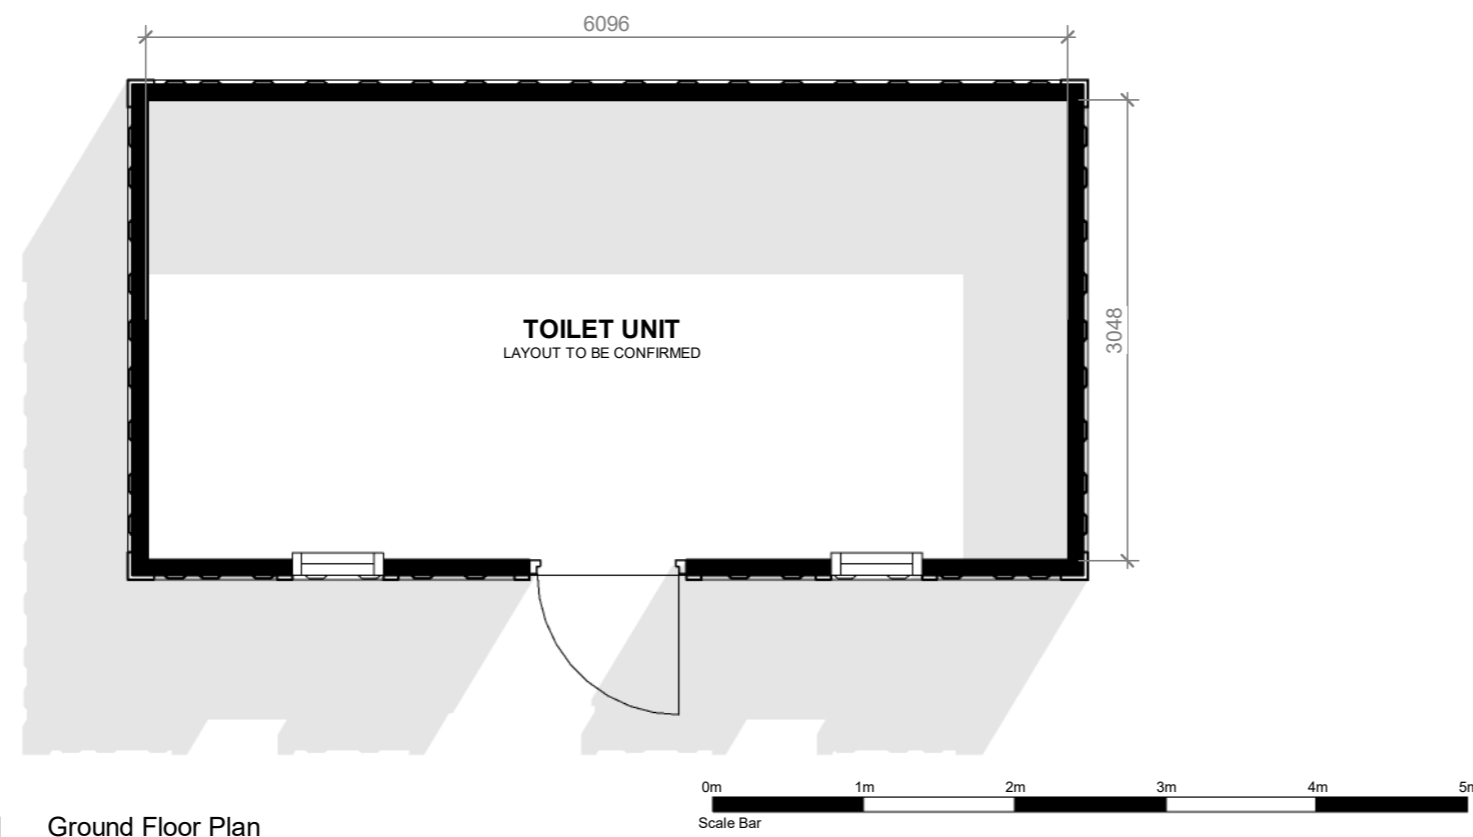 6096
TOILET UNIT
LAYOUT TO BE CONFIRMED
3048
0m 1m 2m 3m 4m 5m
Scale Bar
Ground Floor Plan